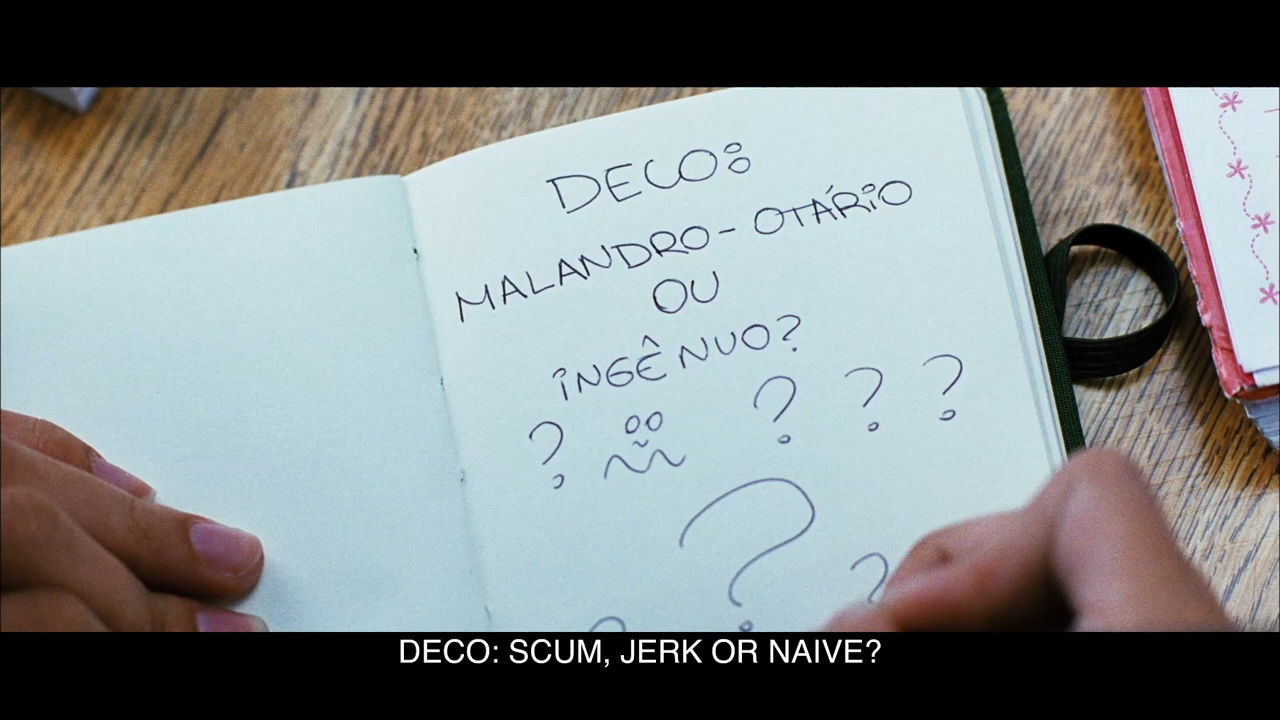 DECO:
MALANDRO-OTÁRIO
OU
INGÊNUO?
? ? ? ?
? ?
DECO: SCUM, JERK OR NAIVE?